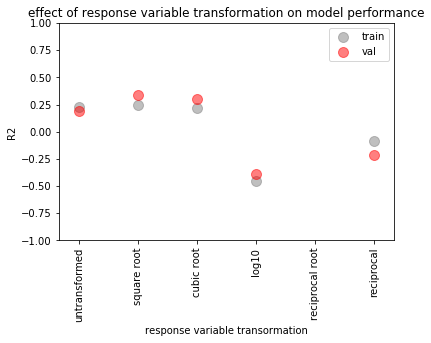 effect of response variable transformation on model performance
train
val
R2
1.00
0.75
0.50
0.25
0.00
−0.25
−0.50
−0.75
−1.00
untransformed
square root
cubic root
log10
reciprocal root
reciprocal
response variable transormation